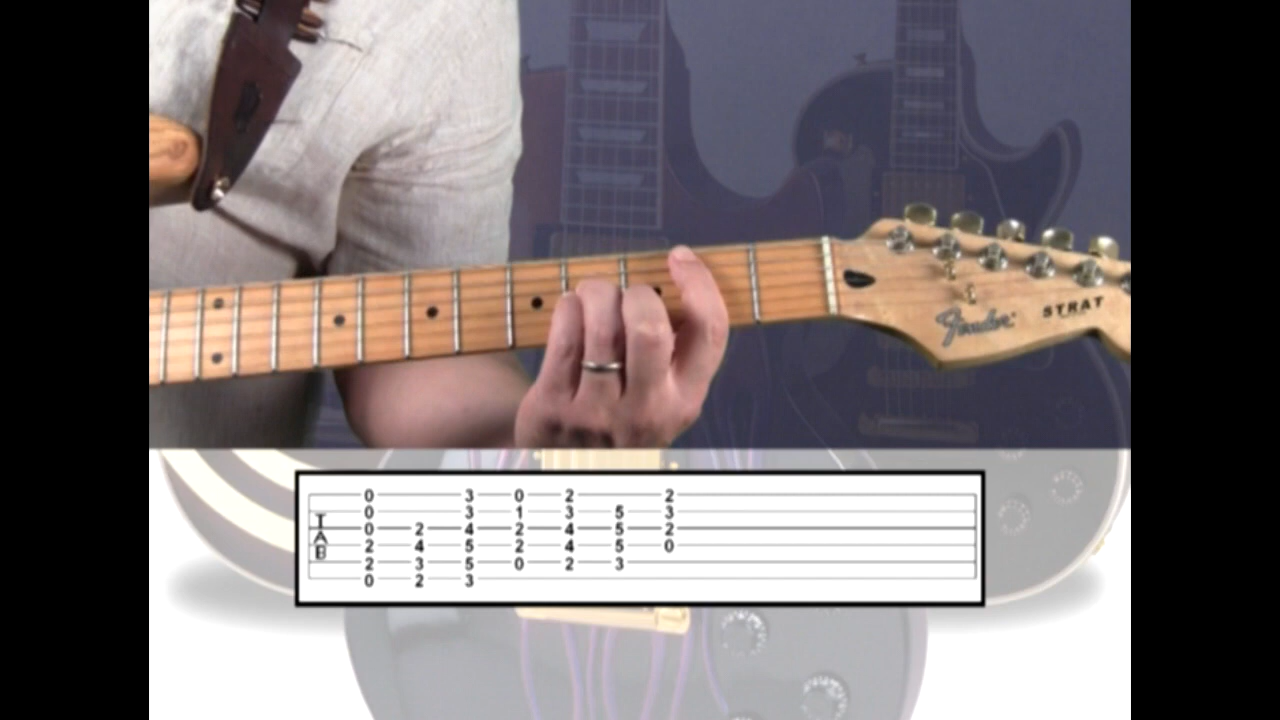 Fender
STRAT
0 3 0 2 2
0 3 1 3 5 3
T 0 2 4 2 4 5 2
A 2 4 5 2 4 5 0
B 2 3 5 0 2 3
0 2 3